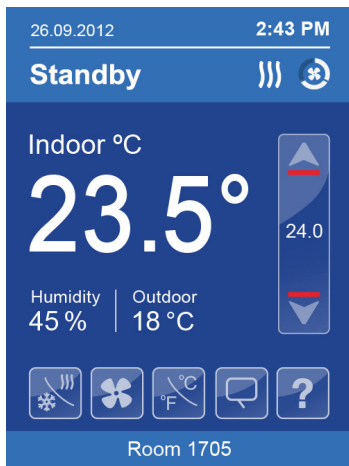 26.09.2012 2:43 PM
Standby
Indoor ºC
23.5°
24.0
Humidity Outdoor
45 % 18 °C
°F °C
?
Room 1705